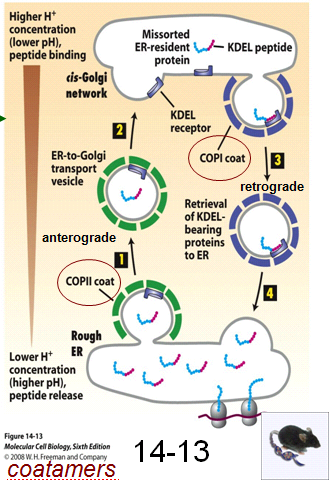 Higher H⁺
concentration
(lower pH),
peptide binding
Missorted
ER-resident
protein
KDEL peptide
cis-Golgi
network
KDEL
receptor
2
COPI coat
3
ER-to-Golgi
transport
vesicle
retrograde
Retrieval
of KDEL-
bearing
proteins
to ER
anterograde
1
4
COPII coat
Rough
ER
Lower H⁺
concentration
(higher pH),
peptide release
Figure 14-13
Molecular Cell Biology, Sixth Edition
© 2008 W. H. Freeman and Company
14-13
coatamers